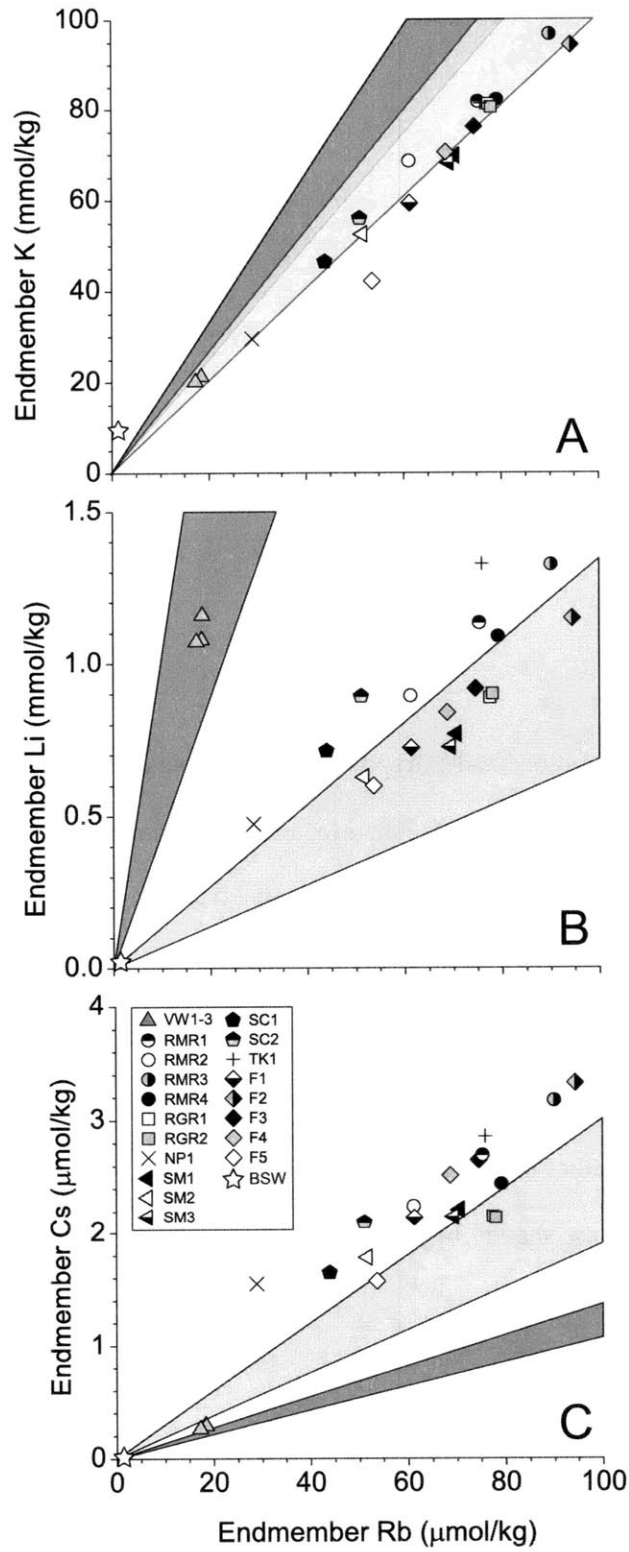 100
80
60
40
20
0
Endmember K (mmol/kg)
A
1.5
1.0
0.5
0.0
Endmember Li (mmol/kg)
B
4
3
2
1
0
Endmember Cs (μmol/kg)
VW1-3
RMR1
RMR2
RMR3
RMR4
RGR1
RGR2
NP1
SM1
SM2
SM3
SC1
SC2
TK1
F1
F2
F3
F4
F5
BSW
C
0 20 40 60 80 100
Endmember Rb (μmol/kg)